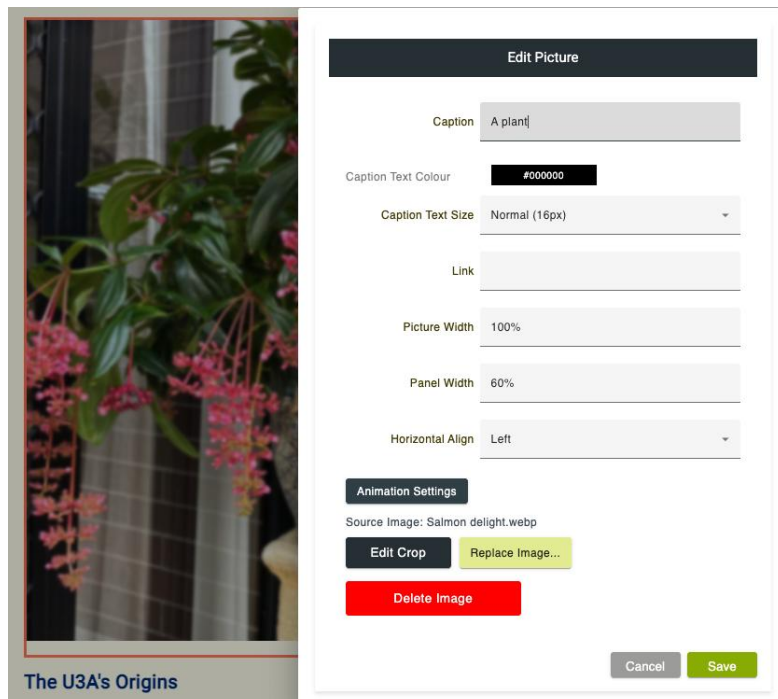 Edit Picture
Caption A plant
Caption Text Colour #000000
Caption Text Size Normal (16px)
Link
Picture Width 100%
Panel Width 60%
Horizontal Align Left
Animation Settings
Source Image: Salmon delight.webp
Edit Crop Replace Image...
Delete Image
Cancel Save
The U3A's Origins